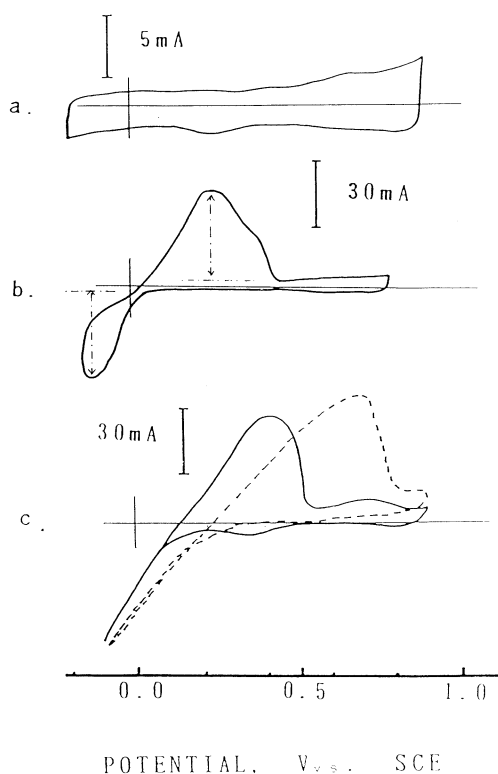 5mA
a.
30mA
b.
30mA
c.
0.0 0.5 1.0
POTENTIAL, V vs. SCE